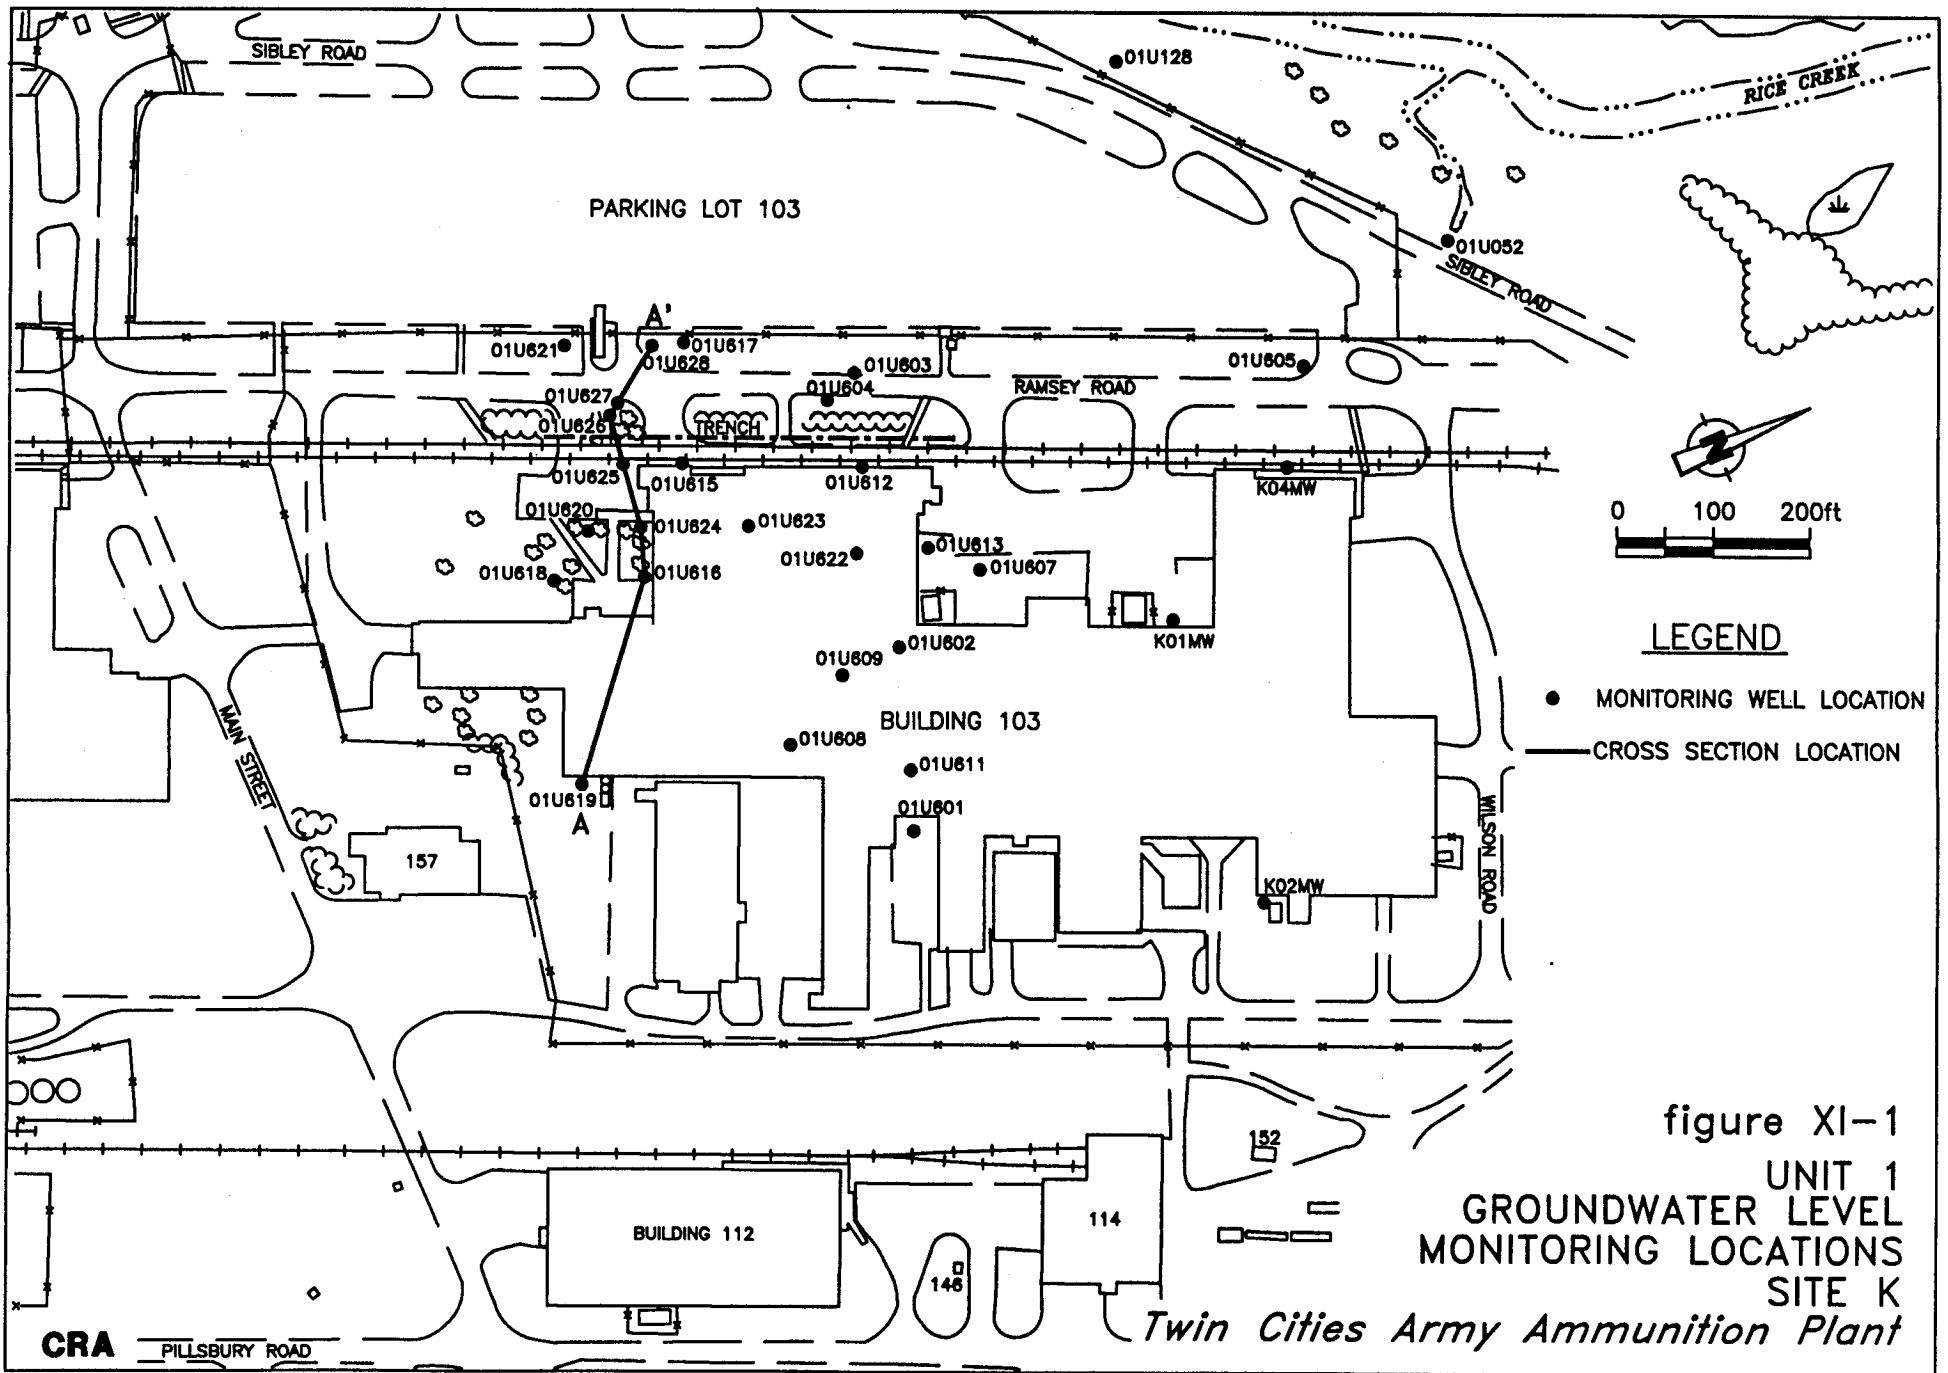 SIBLEY ROAD
01U128
RICE CREEK
PARKING LOT 103
01U052
SIBLEY ROAD
A'
01U621
01U617
01U628
01U603
01U605
01U604
RAMSEY ROAD
01U627
01U626
TRENCH
01U625
01U615
01U612
K04MW
N
0 100 200ft
01U620
01U624
01U623
01U613
01U622
01U618
01U616
01U607
LEGEND
01U602
K01MW
01U609
MONITORING WELL LOCATION
MAIN STREET
BUILDING 103
01U608
CROSS SECTION LOCATION
01U611
01U619
01U601
A
WILSON ROAD
157
K02MW
figure XI-1
152
UNIT 1
GROUNDWATER LEVEL
MONITORING LOCATIONS
SITE K
Twin Cities Army Ammunition Plant
114
BUILDING 112
146
CRA
PILLSBURY ROAD